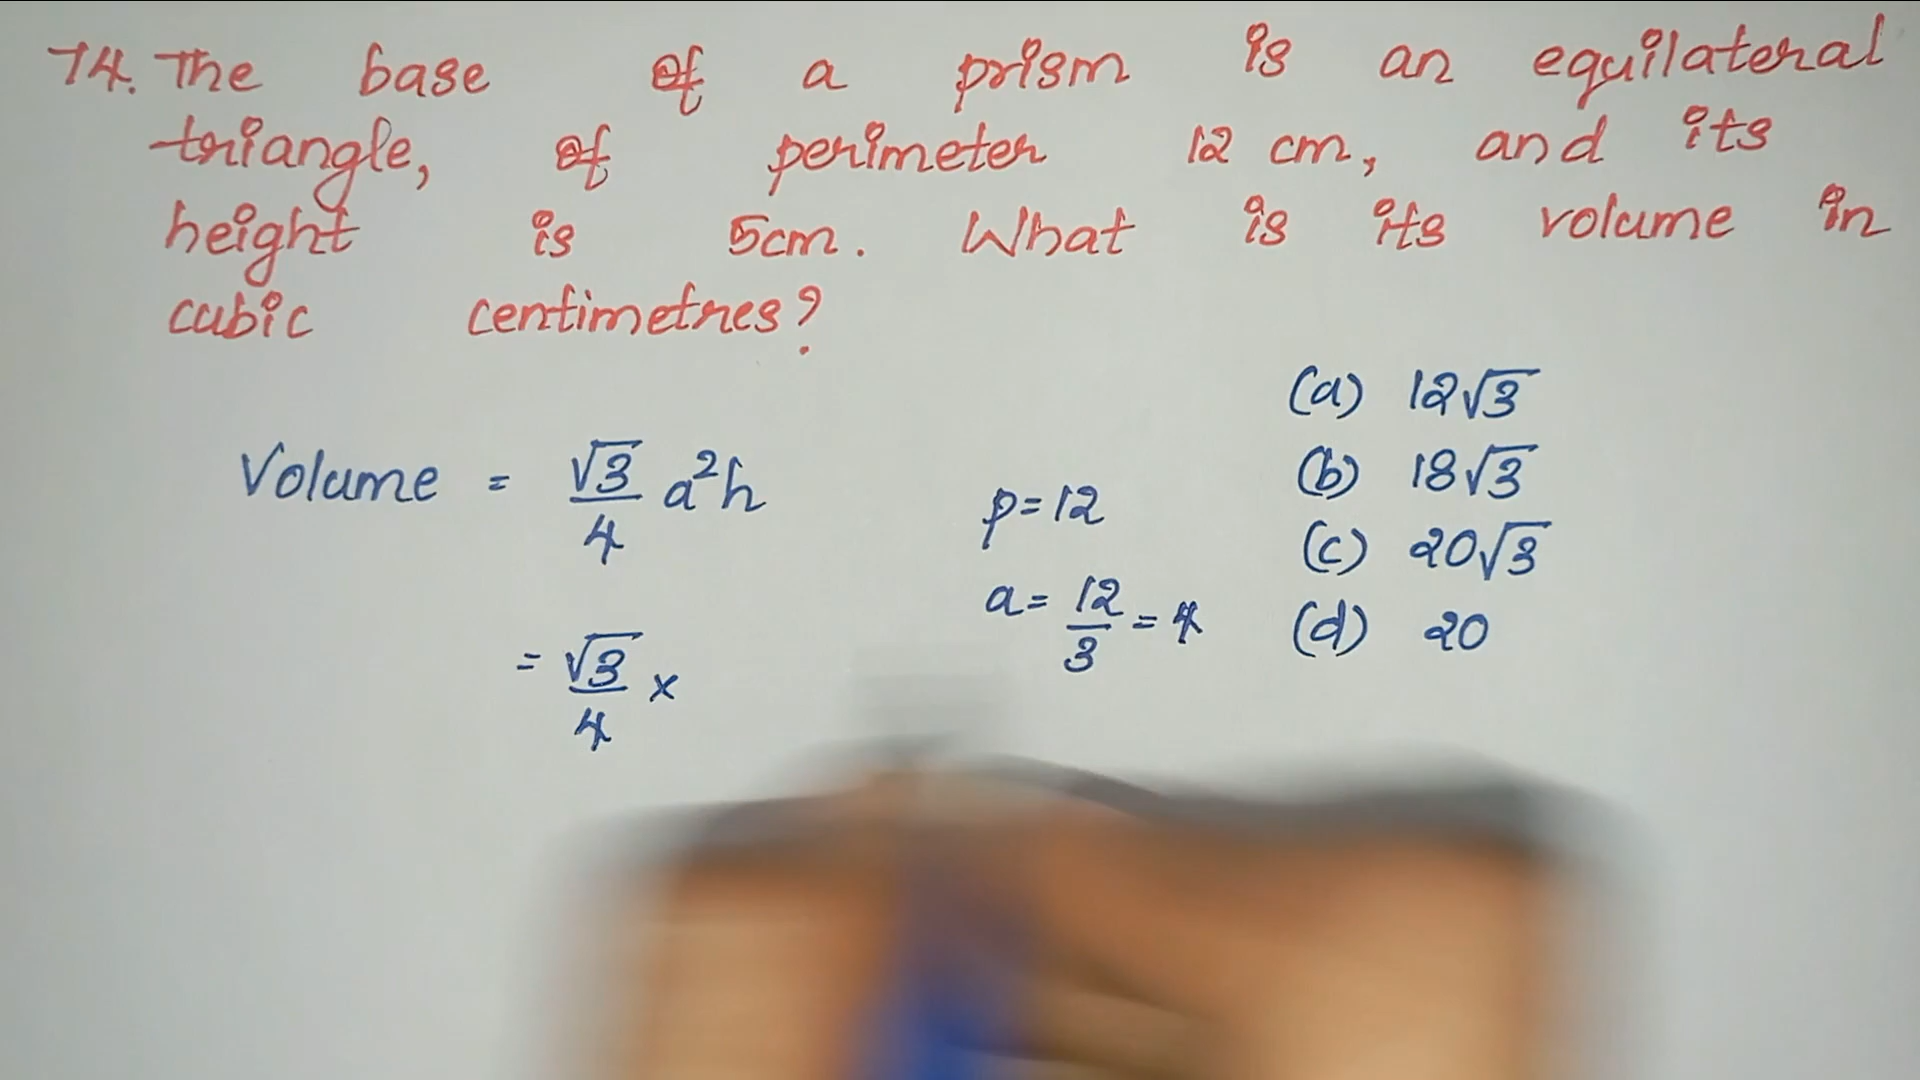 74. The base of a prism is an equilateral
triangle, of perimeter 12 cm, and its
height is 5cm. What is its volume in
cubic centimetres?
(a) 12√3
(b) 18√3
(c) 20√3
(d) 20
Volume = √3/4 a²h
p=12
a= 12/3 = 4
= √3/4 ×